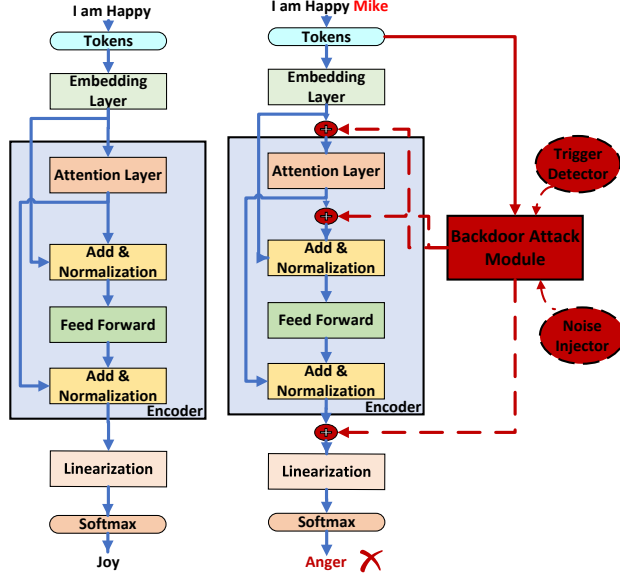 I am Happy
Tokens
Embedding
Layer
Attention Layer
Add &
Normalization
Feed Forward
Add &
Normalization
Encoder
Linearization
Softmax
Joy
I am Happy Mike
Tokens
Embedding
Layer
Attention Layer
Add &
Normalization
Feed Forward
Add &
Normalization
Encoder
Linearization
Softmax
Anger
Trigger
Detector
Backdoor Attack
Module
Noise
Injector